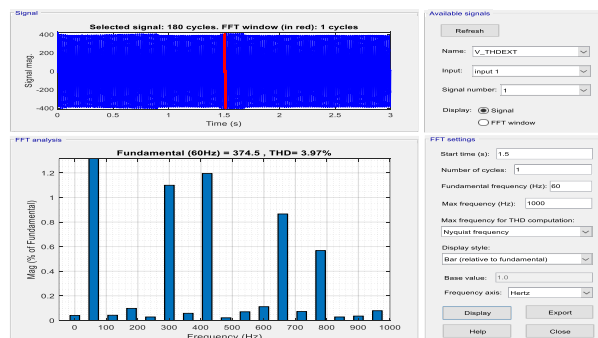 Signal
Selected signal: 180 cycles. FFT window (in red): 1 cycles
400
200
0
-200
-400
Signal mag.
0
0.5
1
1.5
2
2.5
3
Time (s)
FFT analysis
Fundamental (60Hz) = 374.5 , THD= 3.97%
1.2
1
0.8
0.6
0.4
0.2
0
Mag (% of Fundamental)
0
100
200
300
400
500
600
700
800
900
1000
Frequency (Hz)
Available signals
Refresh
Name: V_THDEXT
Input: input 1
Signal number: 1
Display: Signal
FFT window
FFT settings
Start time (s): 1.5
Number of cycles: 1
Fundamental frequency (Hz): 60
Max frequency (Hz): 1000
Max frequency for THD computation:
Nyquist frequency
Display style:
Bar (relative to fundamental)
Base value: 1.0
Frequency axis: Hertz
Display Export
Help Close